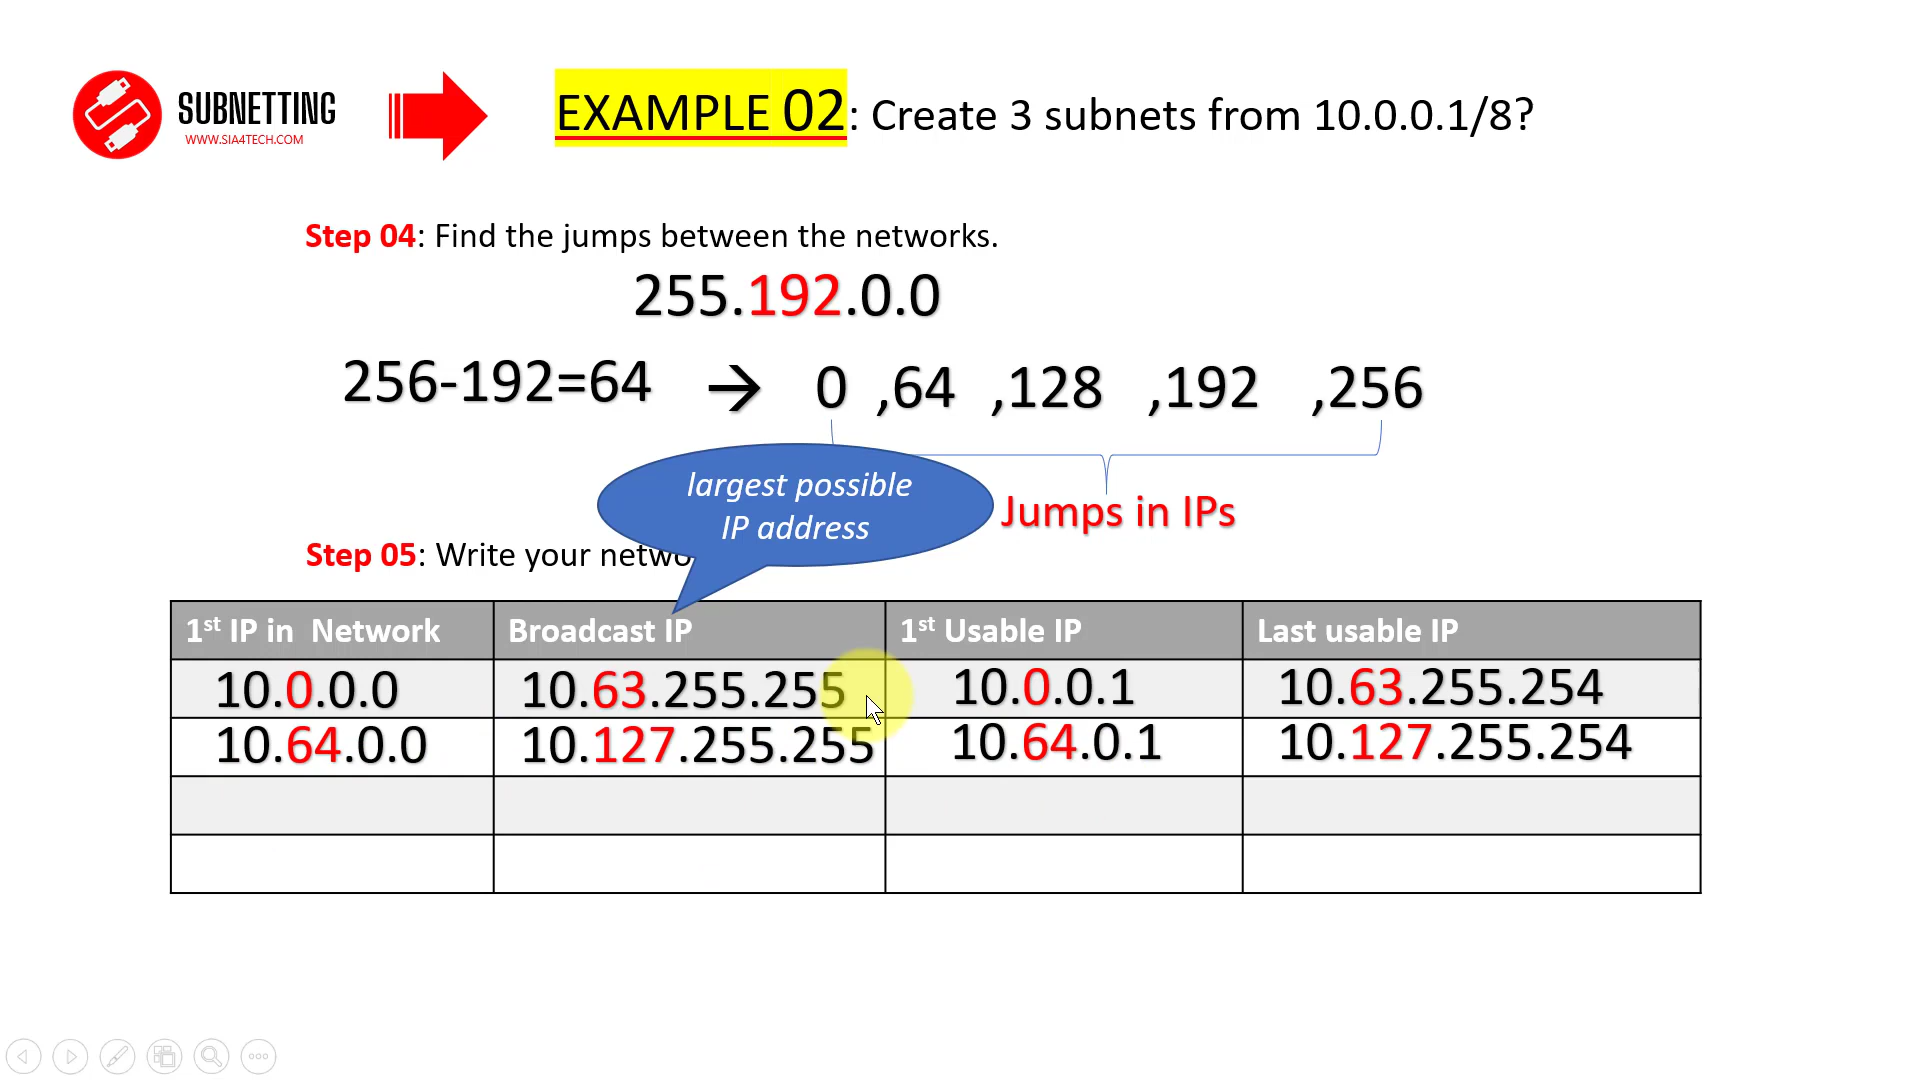 SUBNETTING
WWW.SIA4TECH.COM
EXAMPLE 02: Create 3 subnets from 10.0.0.1/8?
Step 04: Find the jumps between the networks.
255.192.0.0
256-192=64 → 0 ,64 ,128 ,192 ,256
largest possible
IP address
Jumps in IPs
Step 05: Write your netwo
1st IP in Network Broadcast IP 1st Usable IP Last usable IP
10.0.0.0 10.63.255.255 10.0.0.1 10.63.255.254
10.64.0.0 10.127.255.255 10.64.0.1 10.127.255.254